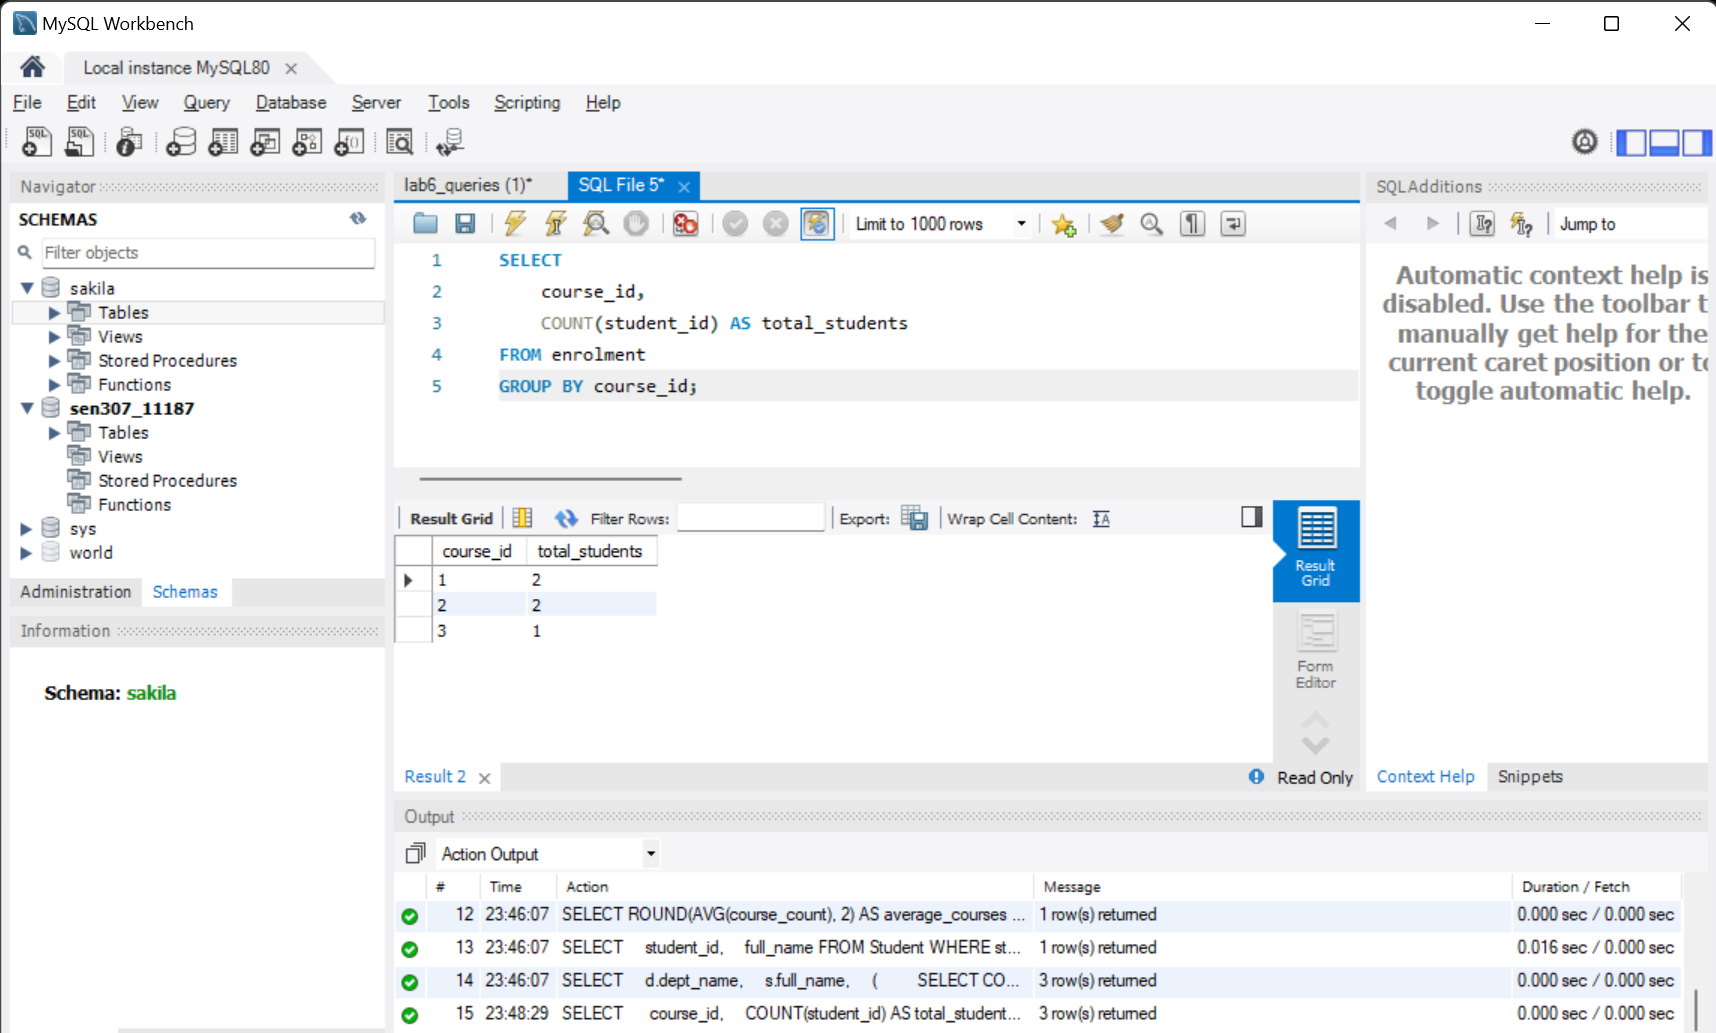 MySQL Workbench
Local instance MySQL80
File Edit View Query Database Server Tools Scripting Help
Navigator
SCHEMAS
Filter objects
sakila
Tables
Views
Stored Procedures
Functions
sen307_11187
Tables
Views
Stored Procedures
Functions
sys
world
Administration Schemas
Information
Schema: sakila
lab6_queries (1)* SQL File 5*
Limit to 1000 rows
1 SELECT
2 course_id,
3 COUNT(student_id) AS total_students
4 FROM enrolment
5 GROUP BY course_id;
Result Grid Filter Rows: Export: Wrap Cell Content:
course_id total_students
1 2
2 2
3 1
Result Grid
Form Editor
Result 2 Read Only
SQLAdditions
Jump to
Automatic context help is
disabled. Use the toolbar t
manually get help for the
current caret position or to
toggle automatic help.
Context Help Snippets
Output
Action Output
# Time Action Message Duration / Fetch
12 23:46:07 SELECT ROUND(AVG(course_count), 2) AS average_courses ... 1 row(s) returned 0.000 sec / 0.000 sec
13 23:46:07 SELECT student_id, full_name FROM Student WHERE st... 1 row(s) returned 0.016 sec / 0.000 sec
14 23:46:07 SELECT d.dept_name, s.full_name, ( SELECT CO... 3 row(s) returned 0.000 sec / 0.000 sec
15 23:48:29 SELECT course_id, COUNT(student_id) AS total_student... 3 row(s) returned 0.000 sec / 0.000 sec